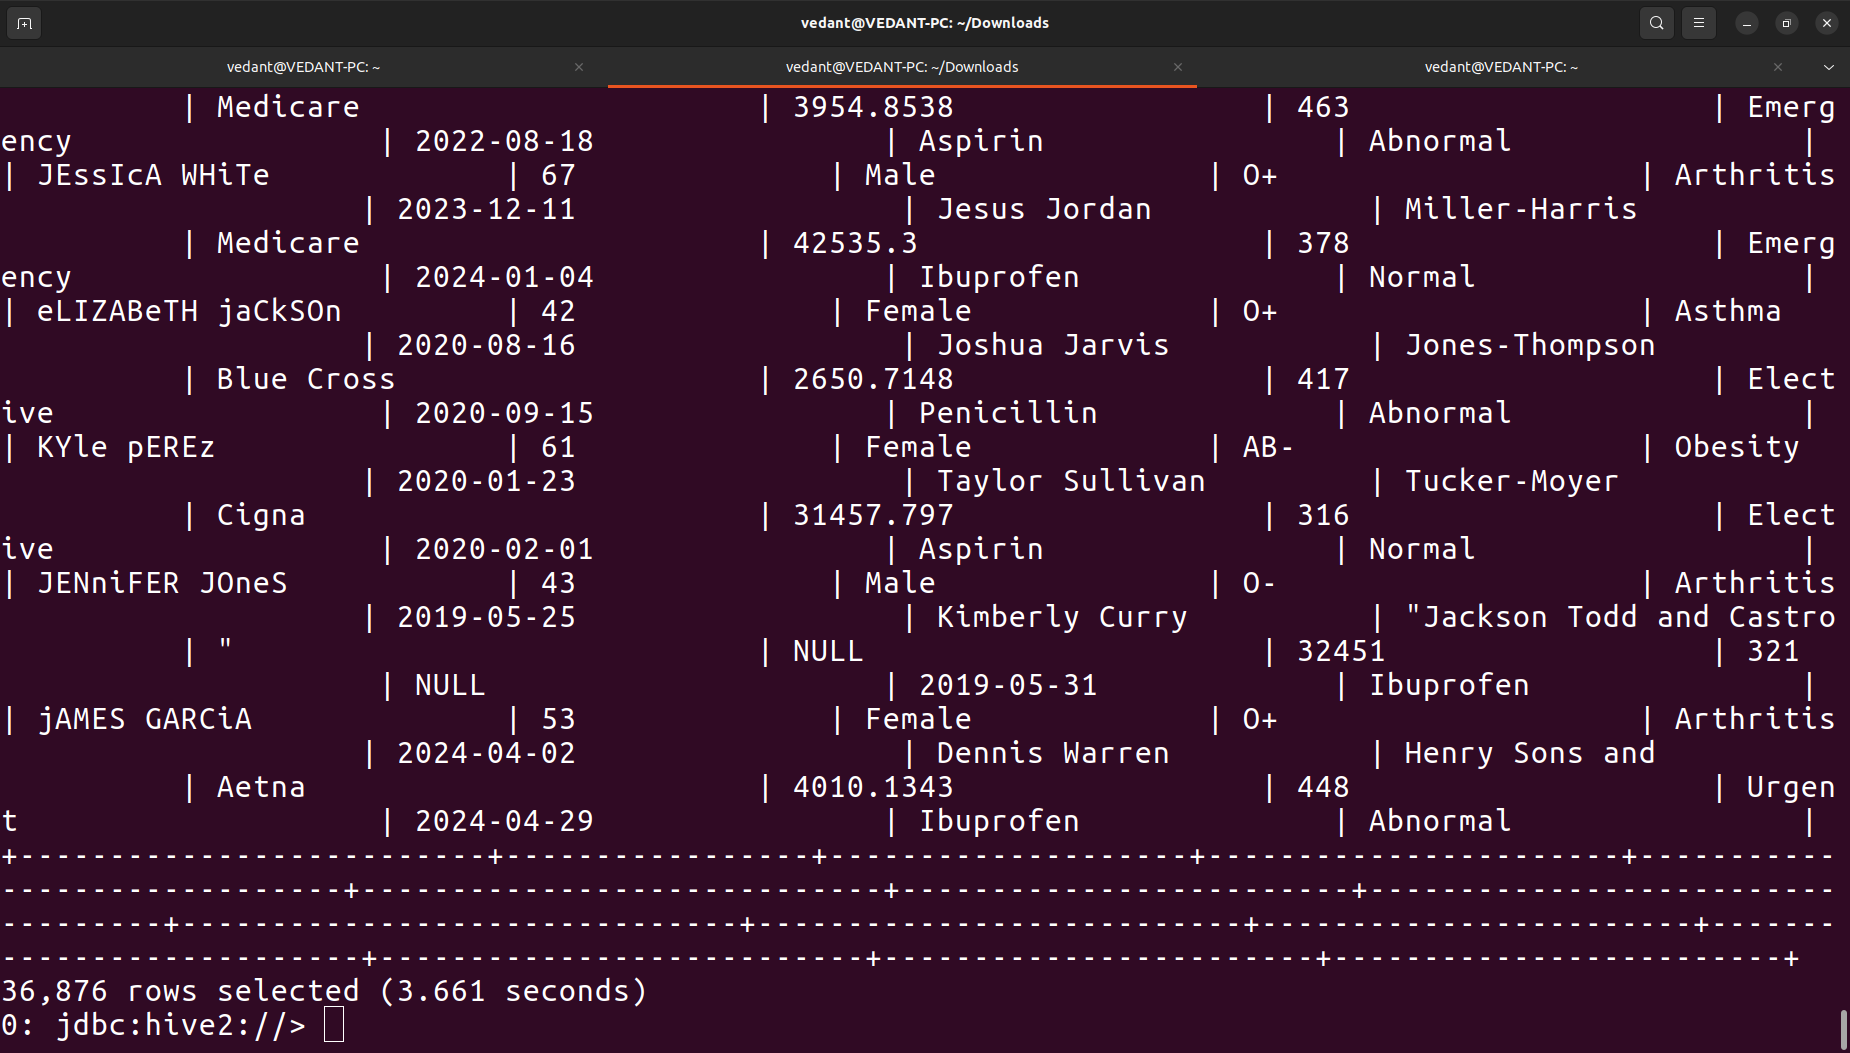 vedant@VEDANT-PC: ~/Downloads
vedant@VEDANT-PC: ~ vedant@VEDANT-PC: ~/Downloads vedant@VEDANT-PC: ~
| Medicare | 3954.8538 | 463 | Emerg
ency | 2022-08-18 | Aspirin | Abnormal |
| JEssIcA WHiTe | 67 | Male | O+ | Arthritis
| 2023-12-11 | Jesus Jordan | Miller-Harris
| Medicare | 42535.3 | 378 | Emerg
ency | 2024-01-04 | Ibuprofen | Normal |
| eLIZABeTH jaCkSOn | 42 | Female | O+ | Asthma
| 2020-08-16 | Joshua Jarvis | Jones-Thompson
| Blue Cross | 2650.7148 | 417 | Elect
ive | 2020-09-15 | Penicillin | Abnormal |
| KYle pEREz | 61 | Female | AB- | Obesity
| 2020-01-23 | Taylor Sullivan | Tucker-Moyer
| Cigna | 31457.797 | 316 | Elect
ive | 2020-02-01 | Aspirin | Normal |
| JENniFER JOneS | 43 | Male | O- | Arthritis
| 2019-05-25 | Kimberly Curry | "Jackson Todd and Castro
| " | NULL | 32451 | 321
| NULL | 2019-05-31 | Ibuprofen |
| jAMES GARCiA | 53 | Female | O+ | Arthritis
| 2024-04-02 | Dennis Warren | Henry Sons and
| Aetna | 4010.1343 | 448 | Urgen
t | 2024-04-29 | Ibuprofen | Abnormal |
+--------------------------+-----------------+--------------------+-----------------------+-----------
-------------------+-----------------------------+-------------------------+--------------------------
---------+-------------------------------+---------------------------+------------------------+-------
--------------------+---------------------------+------------------------+-------------------------+
36,876 rows selected (3.661 seconds)
0: jdbc:hive2://>